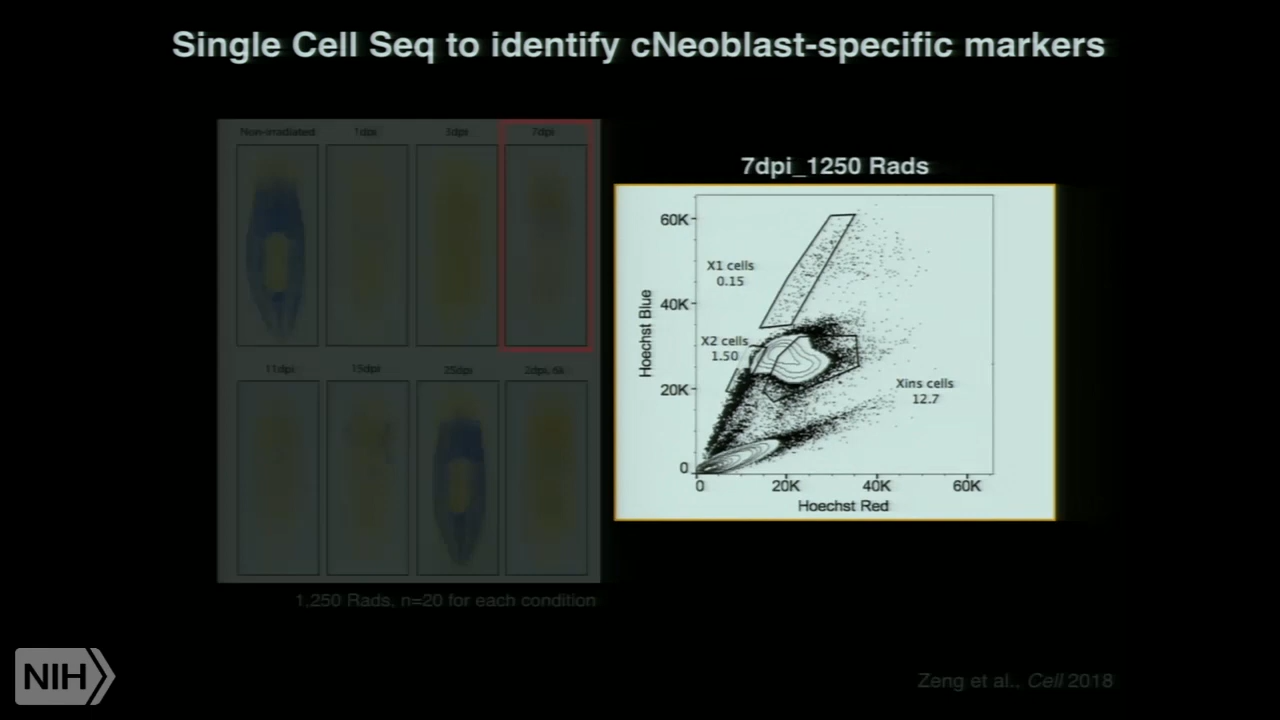 Single Cell Seq to identify cNeoblast-specific markers
Non-irradiated
1dpi
3dpi
7dpi
11dpi
15dpi
25dpi
2dpi, 6k
1,250 Rads, n=20 for each condition
7dpi_1250 Rads
60K
40K
20K
0
Hoechst Blue
X1 cells
0.15
X2 cells
1.50
Xins cells
12.7
0
20K
40K
60K
Hoechst Red
NIH
Zeng et al., Cell 2018